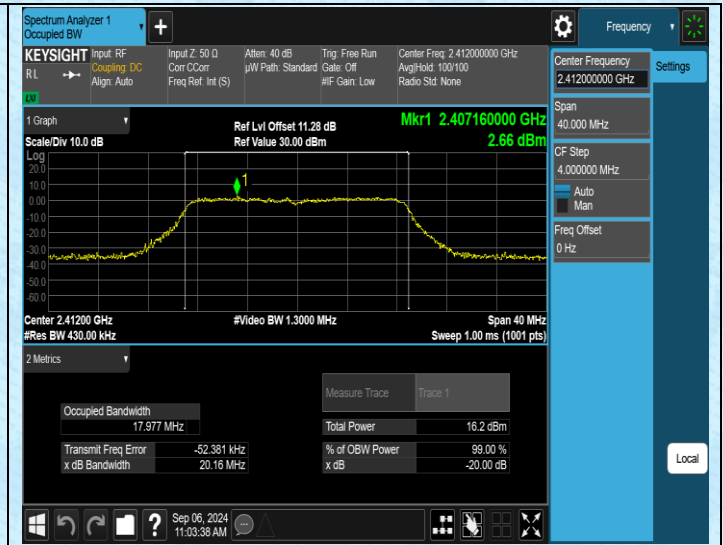 Spectrum Analyzer 1
Occupied BW
+
Frequency
KEYSIGHT
RL
LXI
Input: RF
Coupling: DC
Align: Auto
Input Z: 50 Ω
Corr CCorr
Freq Ref: Int (S)
Atten: 40 dB
µW Path: Standard
Trig: Free Run
Gate: Off
#IF Gain: Low
Center Freq: 2.412000000 GHz
Avg|Hold: 100/100
Radio Std: None
Center Frequency
2.412000000 GHz
Settings
Span
40.000 MHz
CF Step
4.000000 MHz
Auto
Man
Freq Offset
0 Hz
1 Graph
Scale/Div 10.0 dB
Ref Lvl Offset 11.28 dB
Ref Value 30.00 dBm
Mkr1 2.407160000 GHz
2.66 dBm
Log
20.0
10.0
0.00
-10.0
-20.0
-30.0
-40.0
-50.0
-60.0
1
Center 2.41200 GHz
#Res BW 430.00 kHz
#Video BW 1.3000 MHz
Span 40 MHz
Sweep 1.00 ms (1001 pts)
2 Metrics
Measure Trace
Trace 1
Occupied Bandwidth
17.977 MHz
Total Power
16.2 dBm
Transmit Freq Error
-52.381 kHz
% of OBW Power
99.00 %
x dB Bandwidth
20.16 MHz
x dB
-20.00 dB
Local
?
Sep 06, 2024
11:03:38 AM